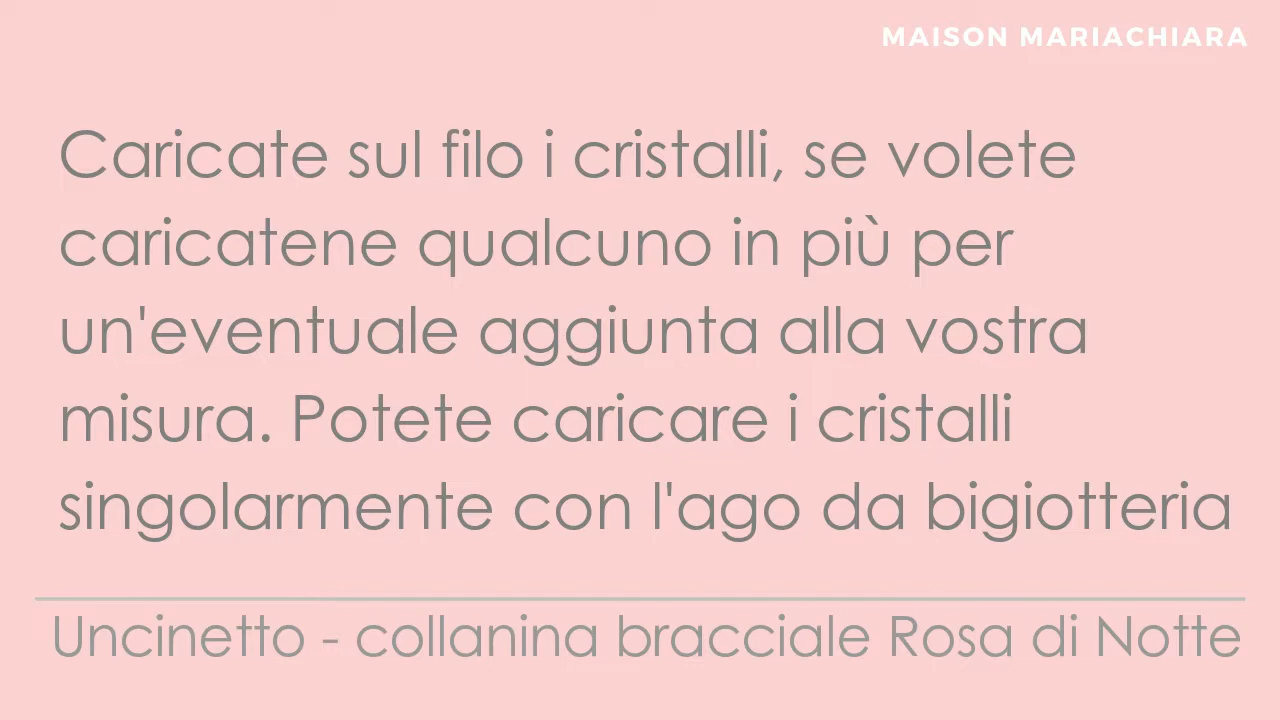 MAISON MARIACHIARA
Caricate sul filo i cristalli, se volete
caricatene qualcuno in più per
un'eventuale aggiunta alla vostra
misura. Potete caricare i cristalli
singolarmente con l'ago da bigiotteria
Uncinetto - collanina bracciale Rosa di Notte